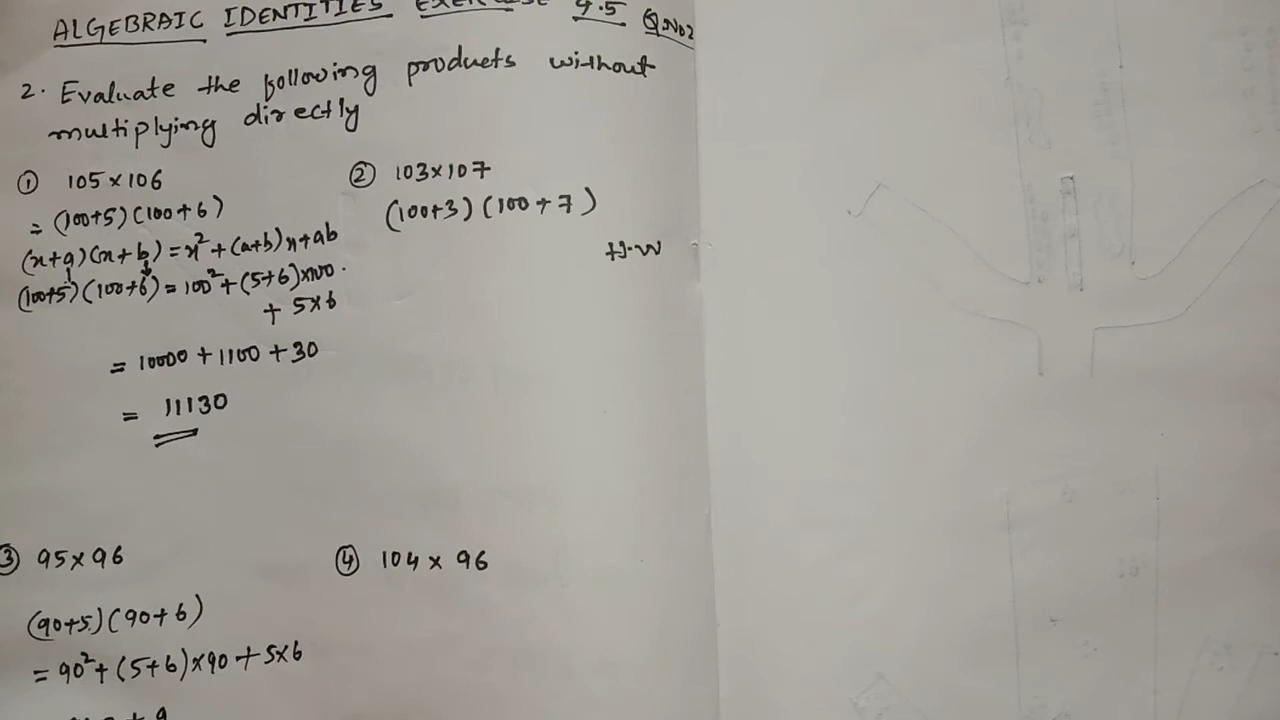 ALGEBRAIC IDENTITIES EXERCISE 9.5 Q.No2
2. Evaluate the following products without
multiplying directly
① 105×106
= (100+5)(100+6)
(x+a)(x+b) = x²+(a+b)x+ab
(100+5)(100+6) = 100²+(5+6)×100.
+ 5×6
= 10000 + 1100 + 30
= 11130
② 103×107
(100+3)(100+7)
H.W
③ 95×96
(90+5)(90+6)
= 90²+(5+6)×90+5×6
④ 104×96